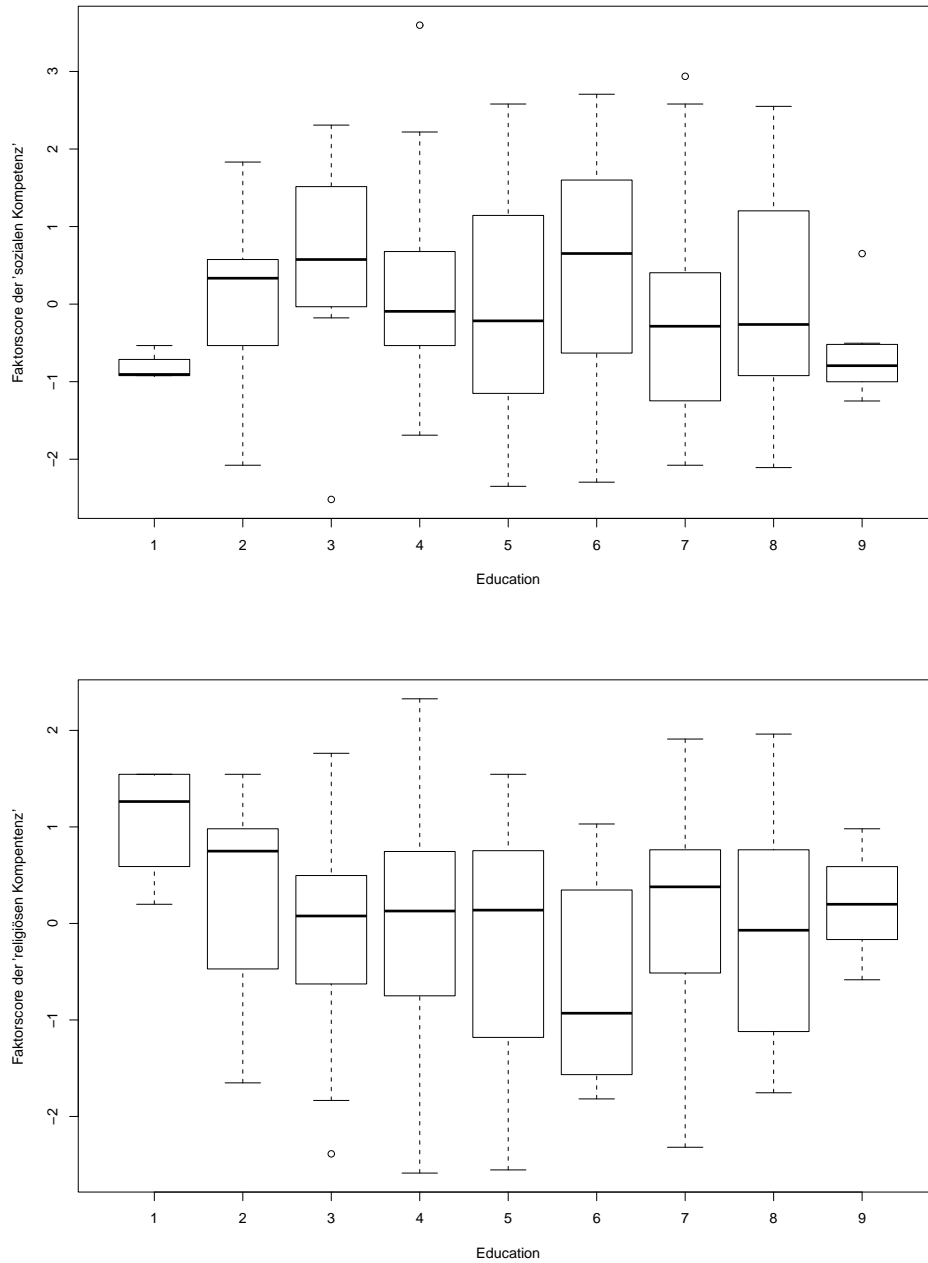 3
2
1
0
−1
−2
Faktorscore der 'sozialen Kompetenz'
1 2 3 4 5 6 7 8 9
Education
2
1
0
−1
−2
Faktorscore der 'religiösen Kompentenz'
1 2 3 4 5 6 7 8 9
Education